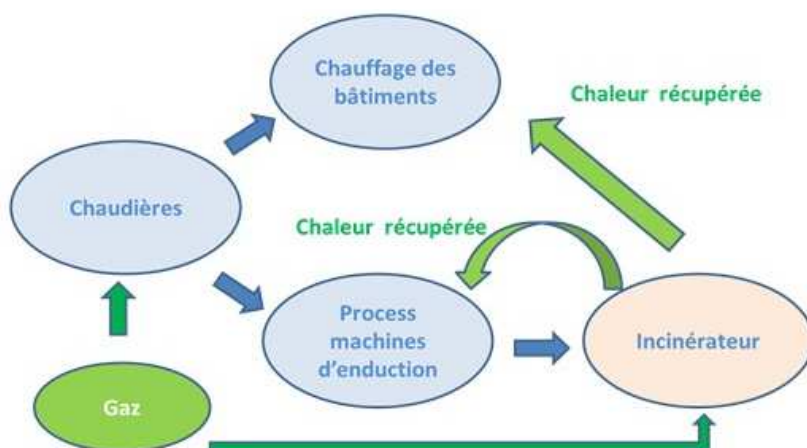 Chauffage des
bâtiments
Chaleur récupérée
Chaudières
Chaleur récupérée
Process
machines
d'enduction
Incinérateur
Gaz